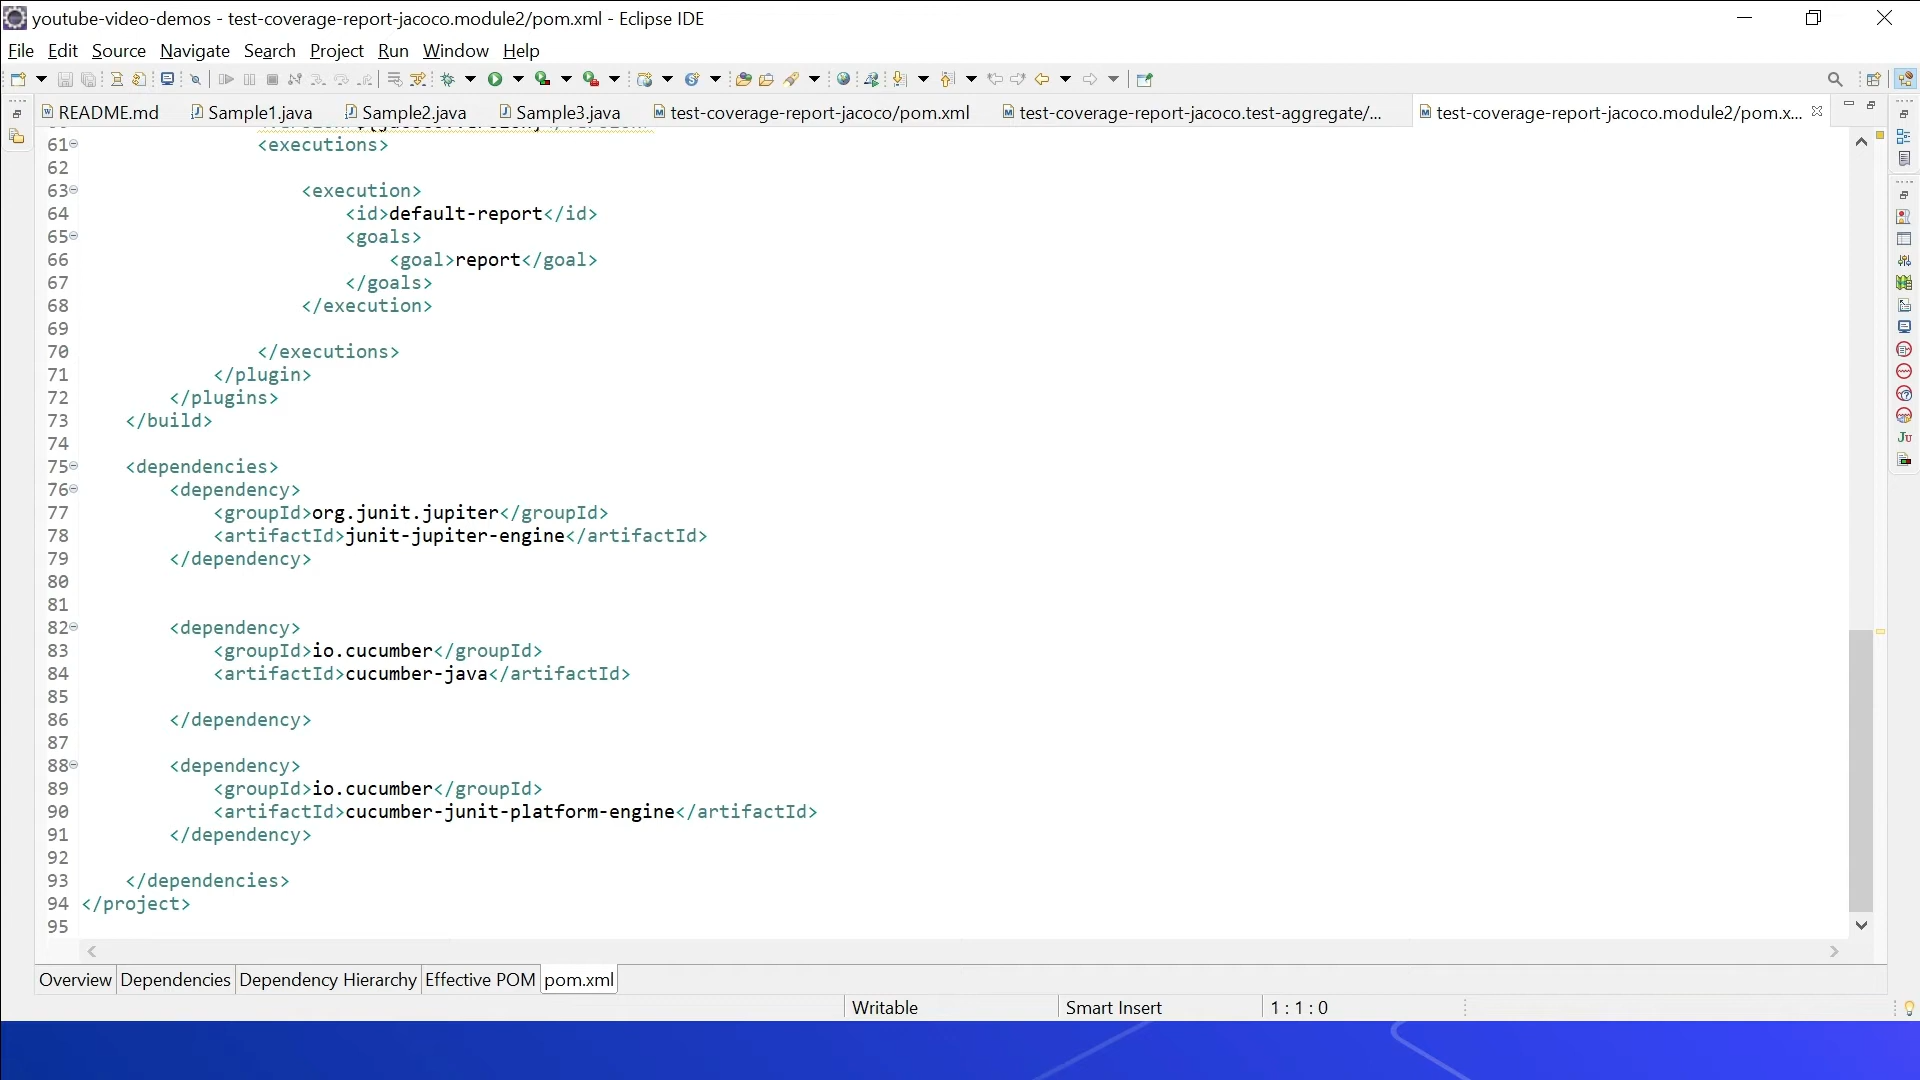 youtube-video-demos - test-coverage-report-jacoco.module2/pom.xml - Eclipse IDE
File Edit Source Navigate Search Project Run Window Help
README.md Sample1.java Sample2.java Sample3.java test-coverage-report-jacoco/pom.xml test-coverage-report-jacoco.test-aggregate/... test-coverage-report-jacoco.module2/pom.x...
61 <executions>
62
63 <execution>
64 <id>default-report</id>
65 <goals>
66 <goal>report</goal>
67 </goals>
68 </execution>
69
70 </executions>
71 </plugin>
72 </plugins>
73 </build>
74
75 <dependencies>
76 <dependency>
77 <groupId>org.junit.jupiter</groupId>
78 <artifactId>junit-jupiter-engine</artifactId>
79 </dependency>
80
81
82 <dependency>
83 <groupId>io.cucumber</groupId>
84 <artifactId>cucumber-java</artifactId>
85
86 </dependency>
87
88 <dependency>
89 <groupId>io.cucumber</groupId>
90 <artifactId>cucumber-junit-platform-engine</artifactId>
91 </dependency>
92
93 </dependencies>
94 </project>
95
Overview Dependencies Dependency Hierarchy Effective POM pom.xml
Writable Smart Insert 1 : 1 : 0